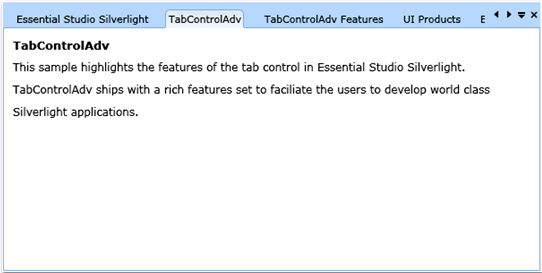 Essential Studio Silverlight TabControlAdv TabControlAdv Features UI Products
TabControlAdv
This sample highlights the features of the tab control in Essential Studio Silverlight.
TabControlAdv ships with a rich features set to faciliate the users to develop world class
Silverlight applications.